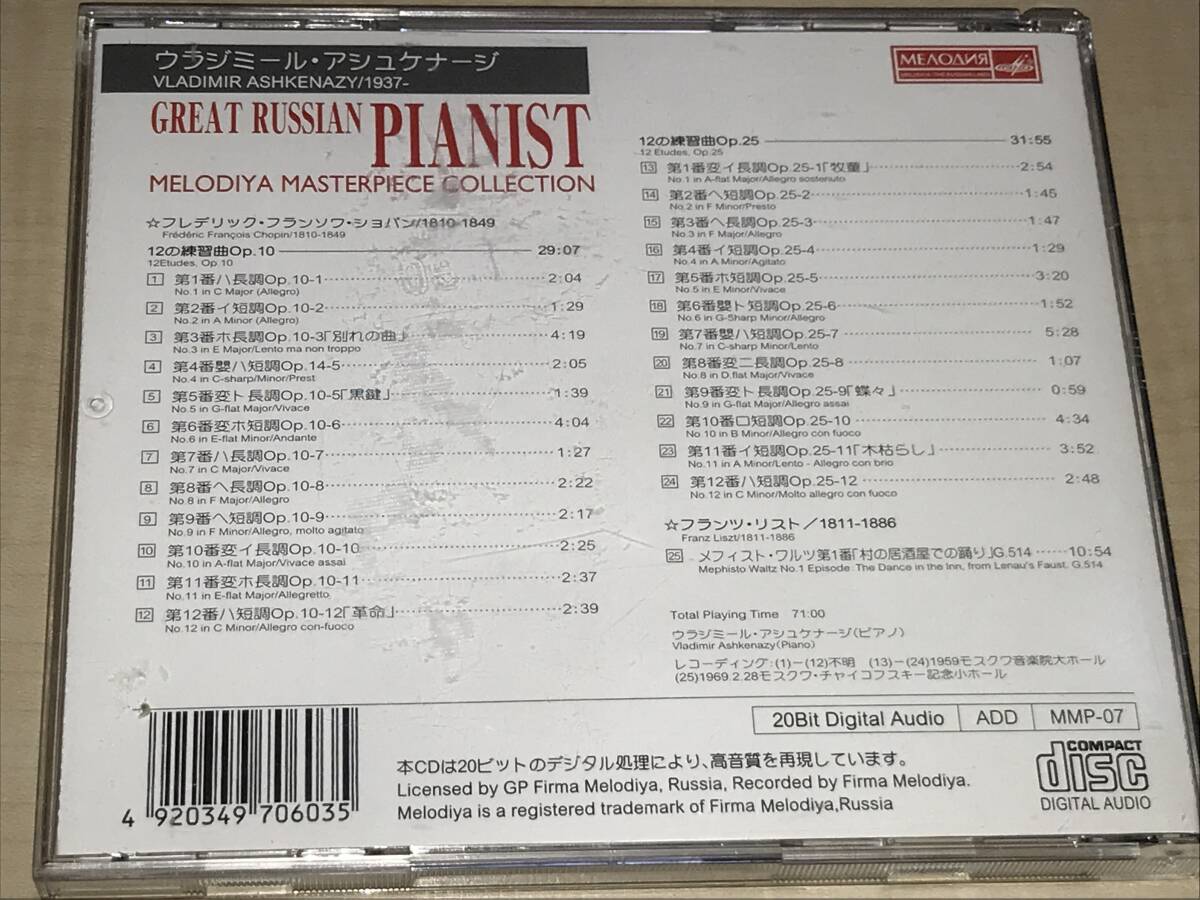 ウラジミール・アシュケナージ
VLADIMIR ASHKENAZY/1937-
GREAT RUSSIAN PIANIST
MELODIYA MASTERPIECE COLLECTION
☆フレデリック・フランソワ・ショパン/1810-1849
Frédéric François Chopin/1810-1849
12の練習曲Op.10 29:07
12Etudes, Op.10
1 第1番ハ長調Op.10-1 2:04
No.1 in C Major (Allegro)
2 第2番イ短調Op.10-2 1:29
No.2 in A Minor (Allegro)
3 第3番ホ長調Op.10-3「別れの曲」 4:19
No.3 in E Major/Lento ma non troppo
4 第4番嬰ハ短調Op.14-5 2:05
No.4 in C-sharp/Minor/Prest
5 第5番変ト長調Op.10-5「黒鍵」 1:39
No.5 in G-flat Major/Vivace
6 第6番変ホ短調Op.10-6 4:04
No.6 in E-flat Minor/Andante
7 第7番ハ長調Op.10-7 1:27
No.7 in C Major/Vivace
8 第8番ヘ長調Op.10-8 2:22
No.8 in F Major/Allegro
9 第9番ヘ短調Op.10-9 2:17
No.9 in F Minor/Allegro, molto agitato
10 第10番変イ長調Op.10-10 2:25
No.10 in A-flat Major/Vivace assai
11 第11番変ホ長調Op.10-11 2:37
No.11 in E-flat Major/Allegretto
12 第12番ハ短調Op.10-12「革命」 2:39
No.12 in C Minor/Allegro con-fuoco
МЕЛОДИЯ
12の練習曲Op.25 31:55
12 Etudes, Op.25
13 第1番変イ長調Op.25-1「牧童」 2:54
No.1 in A-flat Major/Allegro sostenuto
14 第2番ヘ短調Op.25-2 1:45
No.2 in F Minor/Presto
15 第3番ヘ長調Op.25-3 1:47
No.3 in F Major/Allegro
16 第4番イ短調Op.25-4 1:29
No.4 in A Minor/Agitato
17 第5番ホ短調Op.25-5 3:20
No.5 in E Minor/Vivace
18 第6番嬰ト短調Op.25-6 1:52
No.6 in G-Sharp Minor/Allegro
19 第7番嬰ハ短調Op.25-7 5:28
No.7 in C-sharp Minor/Lento
20 第8番変ニ長調Op.25-8 1:07
No.8 in D.flat Major/Vivace
21 第9番変ト長調Op.25-9「蝶々」 0:59
No.9 in G-flat Major/Allegro assai
22 第10番ロ短調Op.25-10 4:34
No.10 in B Minor/Allegro con fuoco
23 第11番イ短調Op.25-11「木枯らし」 3:52
No.11 in A Minor/Lento - Allegro con brio
24 第12番ハ短調Op.25-12 2:48
No.12 in C Minor/Molto allegro con fuoco
☆フランツ・リスト/1811-1886
Franz Liszt/1811-1886
25 メフィスト・ワルツ第1番「村の居酒屋での踊り」G.514 10:54
Mephisto Waltz No.1 Episode: The Dance in the Inn, from Lenau's Faust. G.514
Total Playing Time 71:00
ウラジミール・アシュケナージ(ピアノ)
Vladimir Ashkenazy(Piano)
レコーディング:(1)ー(12)不明 (13)ー(24)1959モスクワ音楽院大ホール
(25)1969.2.28モスクワ・チャイコフスキー記念小ホール
20Bit Digital Audio ADD MMP-07
本CDは20ビットのデジタル処理により、高音質を再現しています。
Licensed by GP Firma Melodiya, Russia, Recorded by Firma Melodiya.
Melodiya is a registered trademark of Firma Melodiya,Russia
COMPACT
disc
DIGITAL AUDIO
4 920349 706035